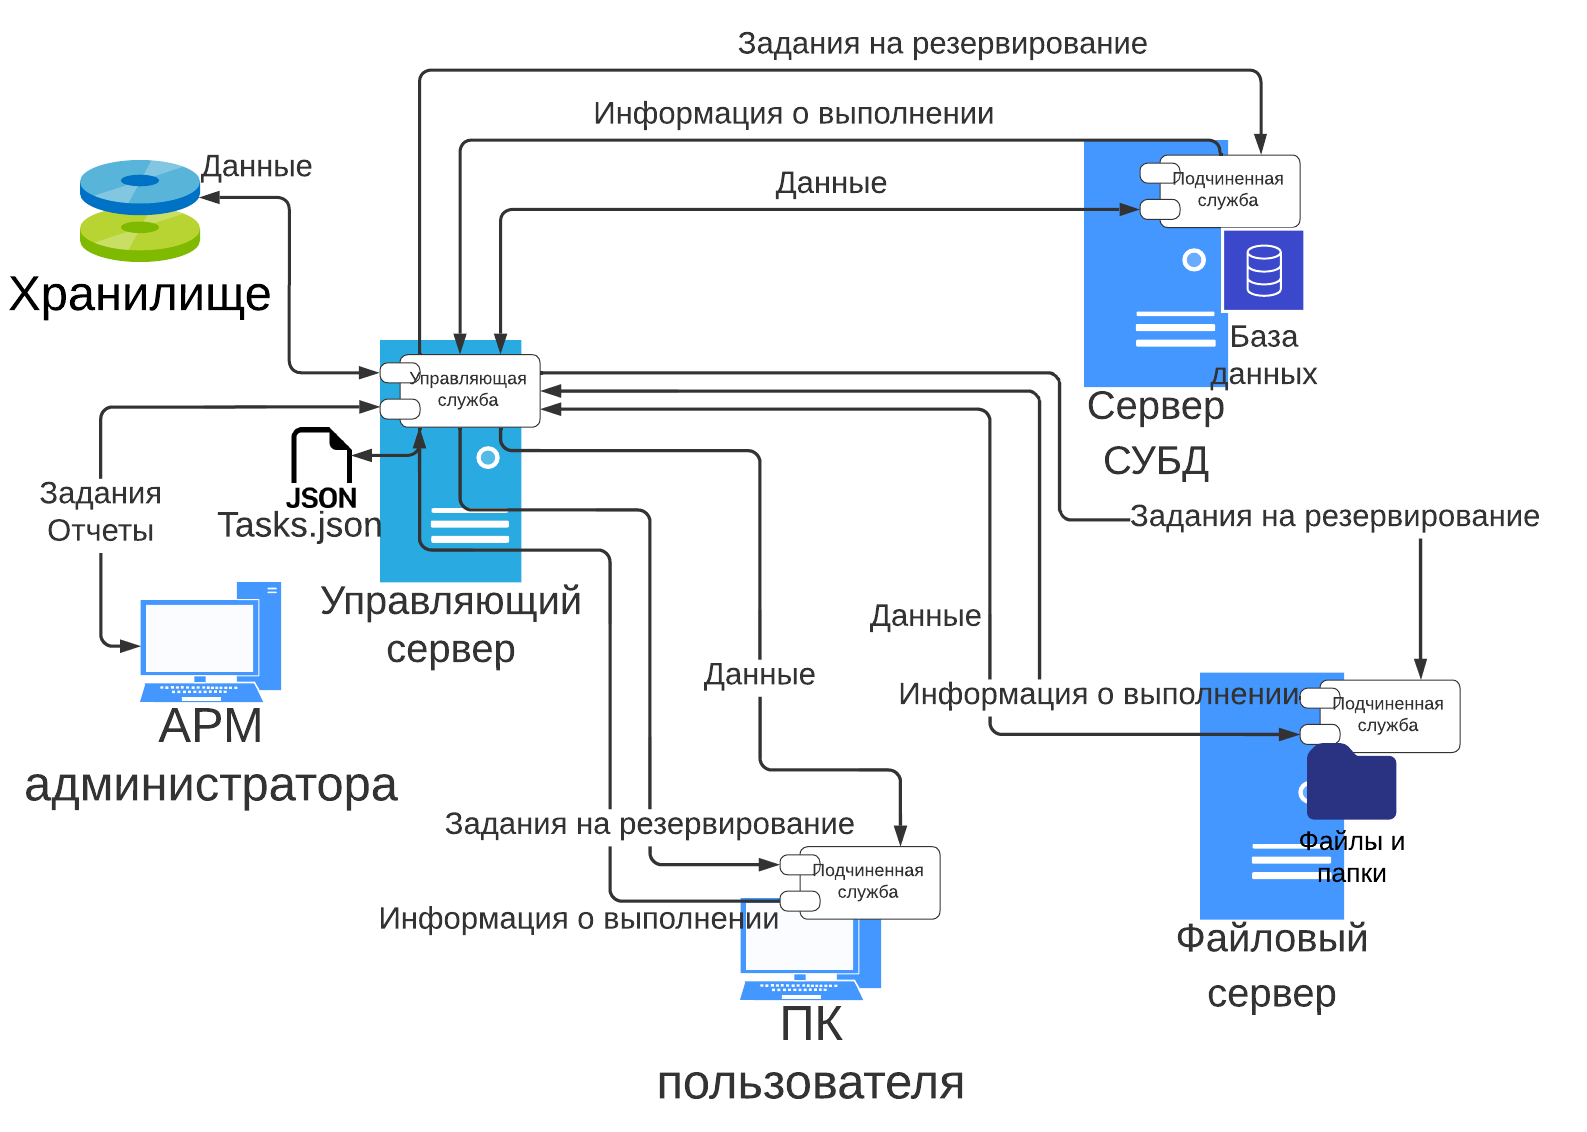 Задания на резервирование
Информация о выполнении
Данные
Данные
Подчиненная
служба
Хранилище
База
данных
Сервер
СУБД
Управляющая
служба
Задания
Отчеты
JSON
Tasks.json
Задания на резервирование
Управляющий
сервер
Данные
Данные
Информация о выполнении
Подчиненная
служба
АРМ
администратора
Задания на резервирование
Файлы и
папки
Подчиненная
служба
Информация о выполнении
Файловый
сервер
ПК
пользователя